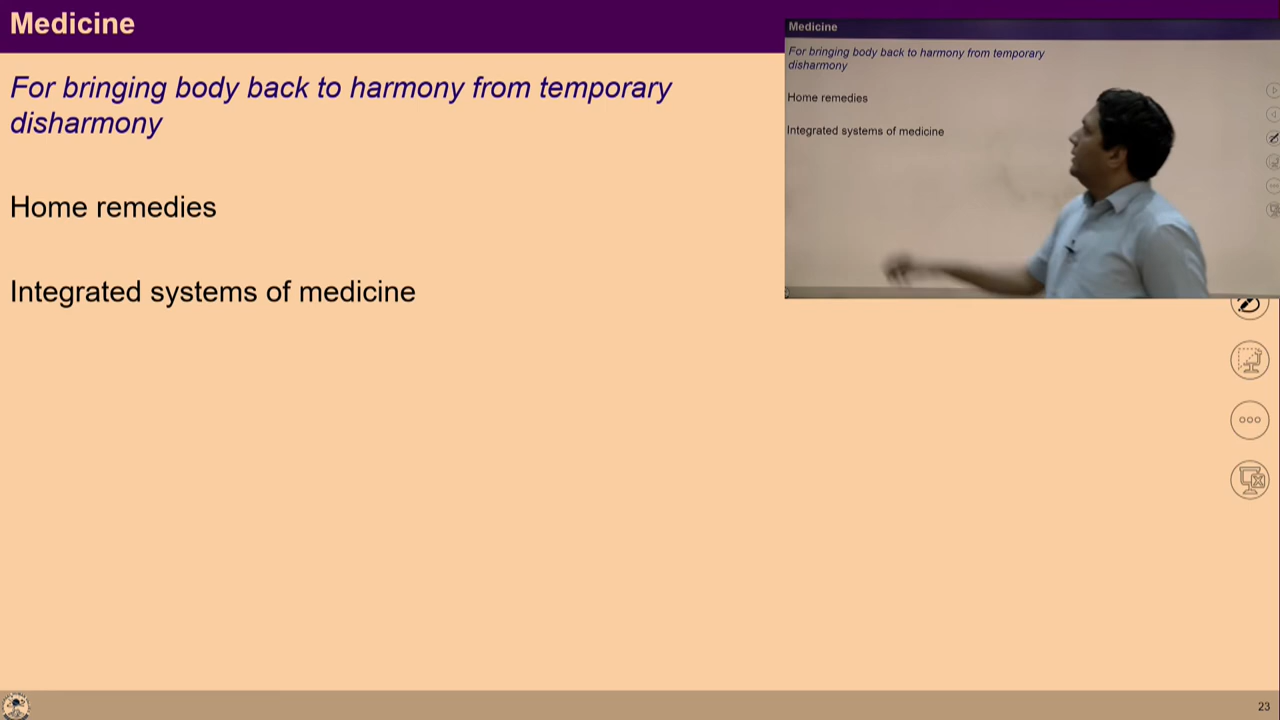 Medicine
For bringing body back to harmony from temporary
disharmony
Home remedies
Integrated systems of medicine
Medicine
For bringing body back to harmony from temporary
disharmony
Home remedies
Integrated systems of medicine
23